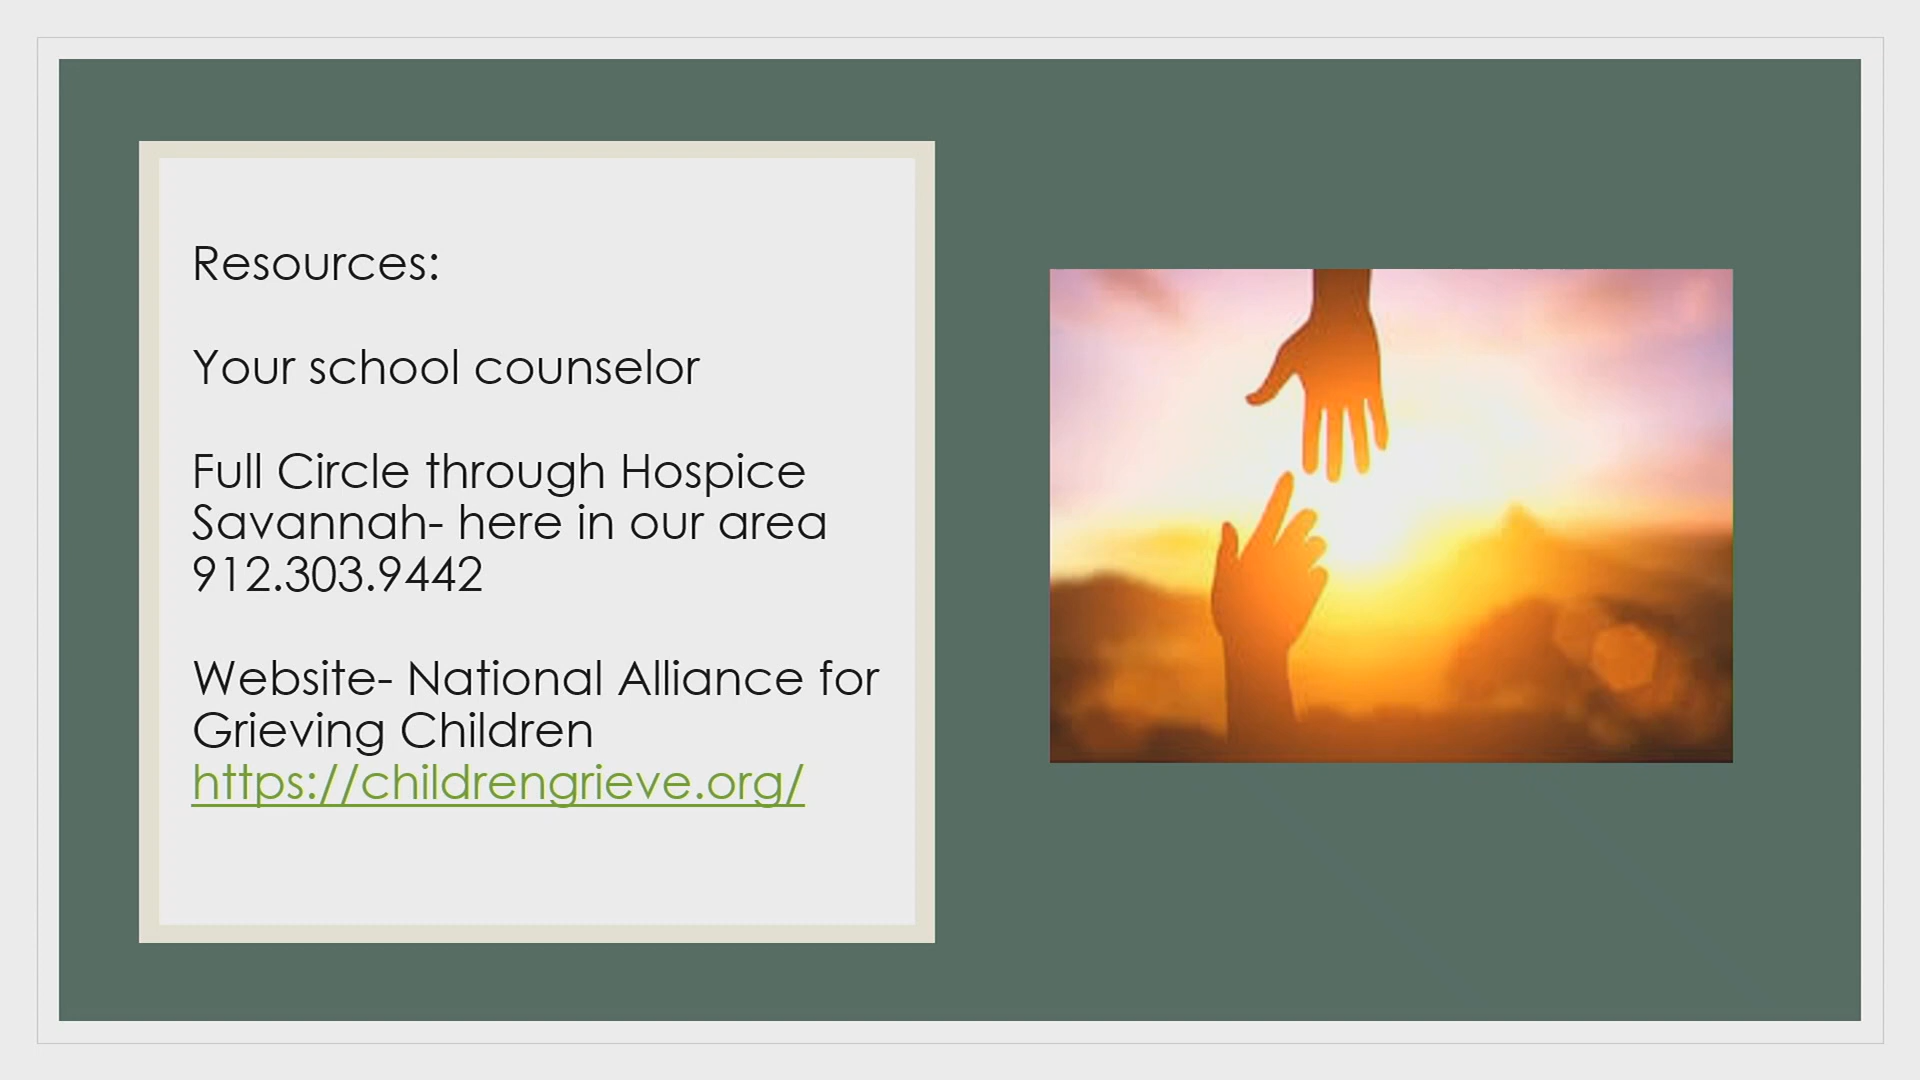 Resources:
Your school counselor
Full Circle through Hospice
Savannah- here in our area
912.303.9442
Website- National Alliance for
Grieving Children
https://childrengrieve.org/